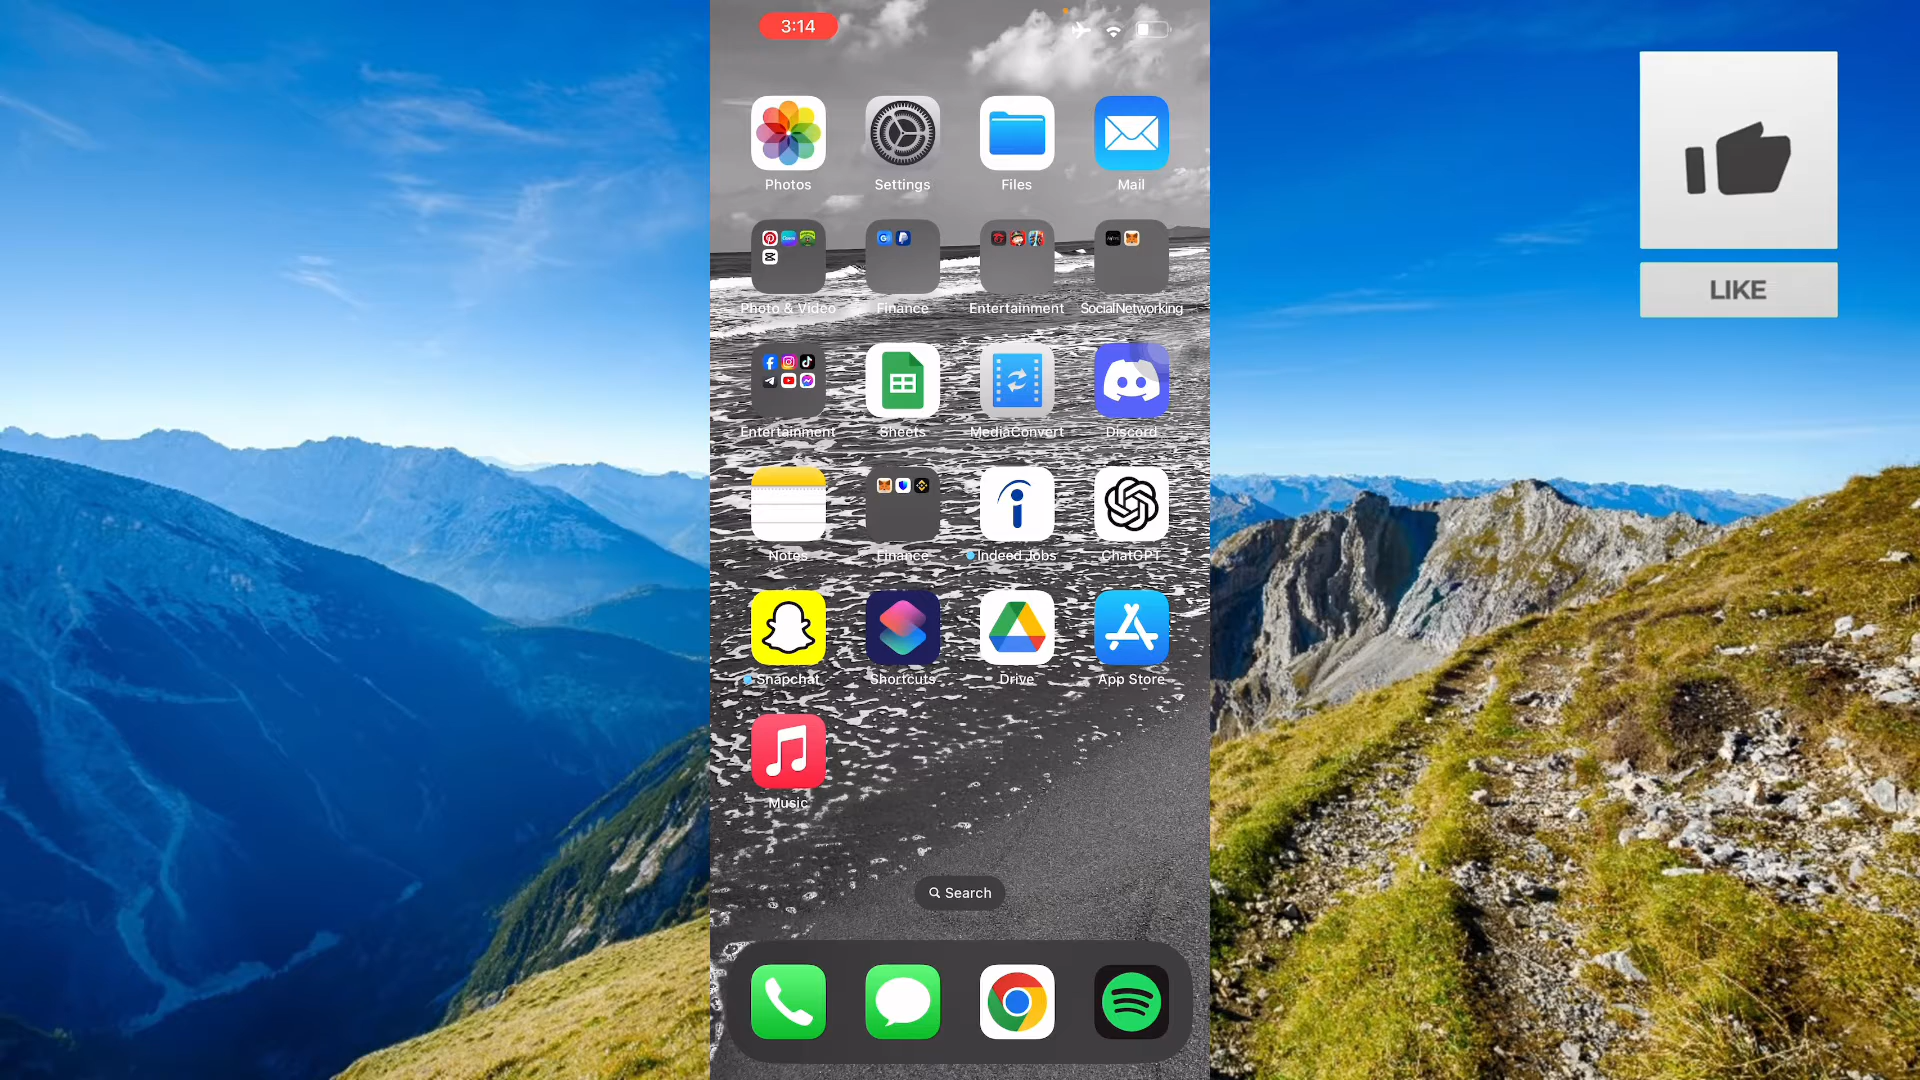 3:14
LIKE
Photos Settings Files Mail
Photo & Video Finance Entertainment SocialNetworking
Entertainment Sheets MediaConvert Discord
Notes Finance Indeed Jobs ChatGPT
Snapchat Shortcuts Drive App Store
Music
Search